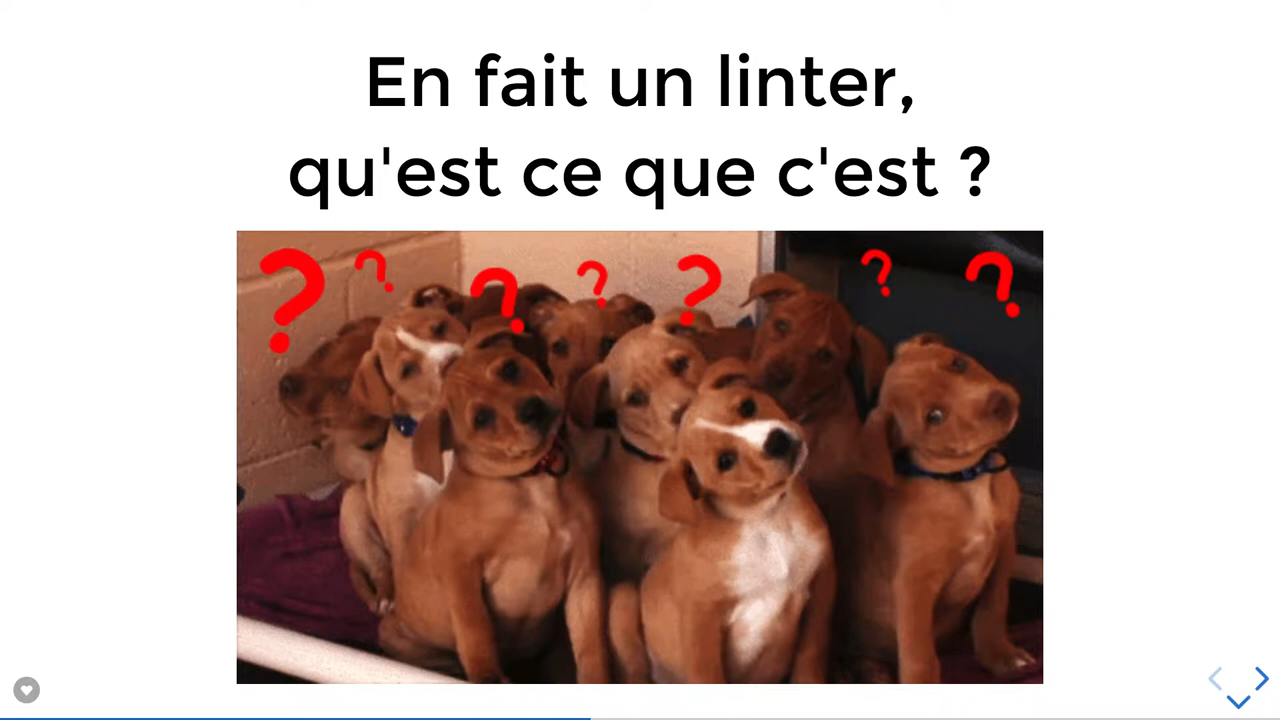 En fait un linter,
qu'est ce que c'est ?
? ? ? ? ? ? ?